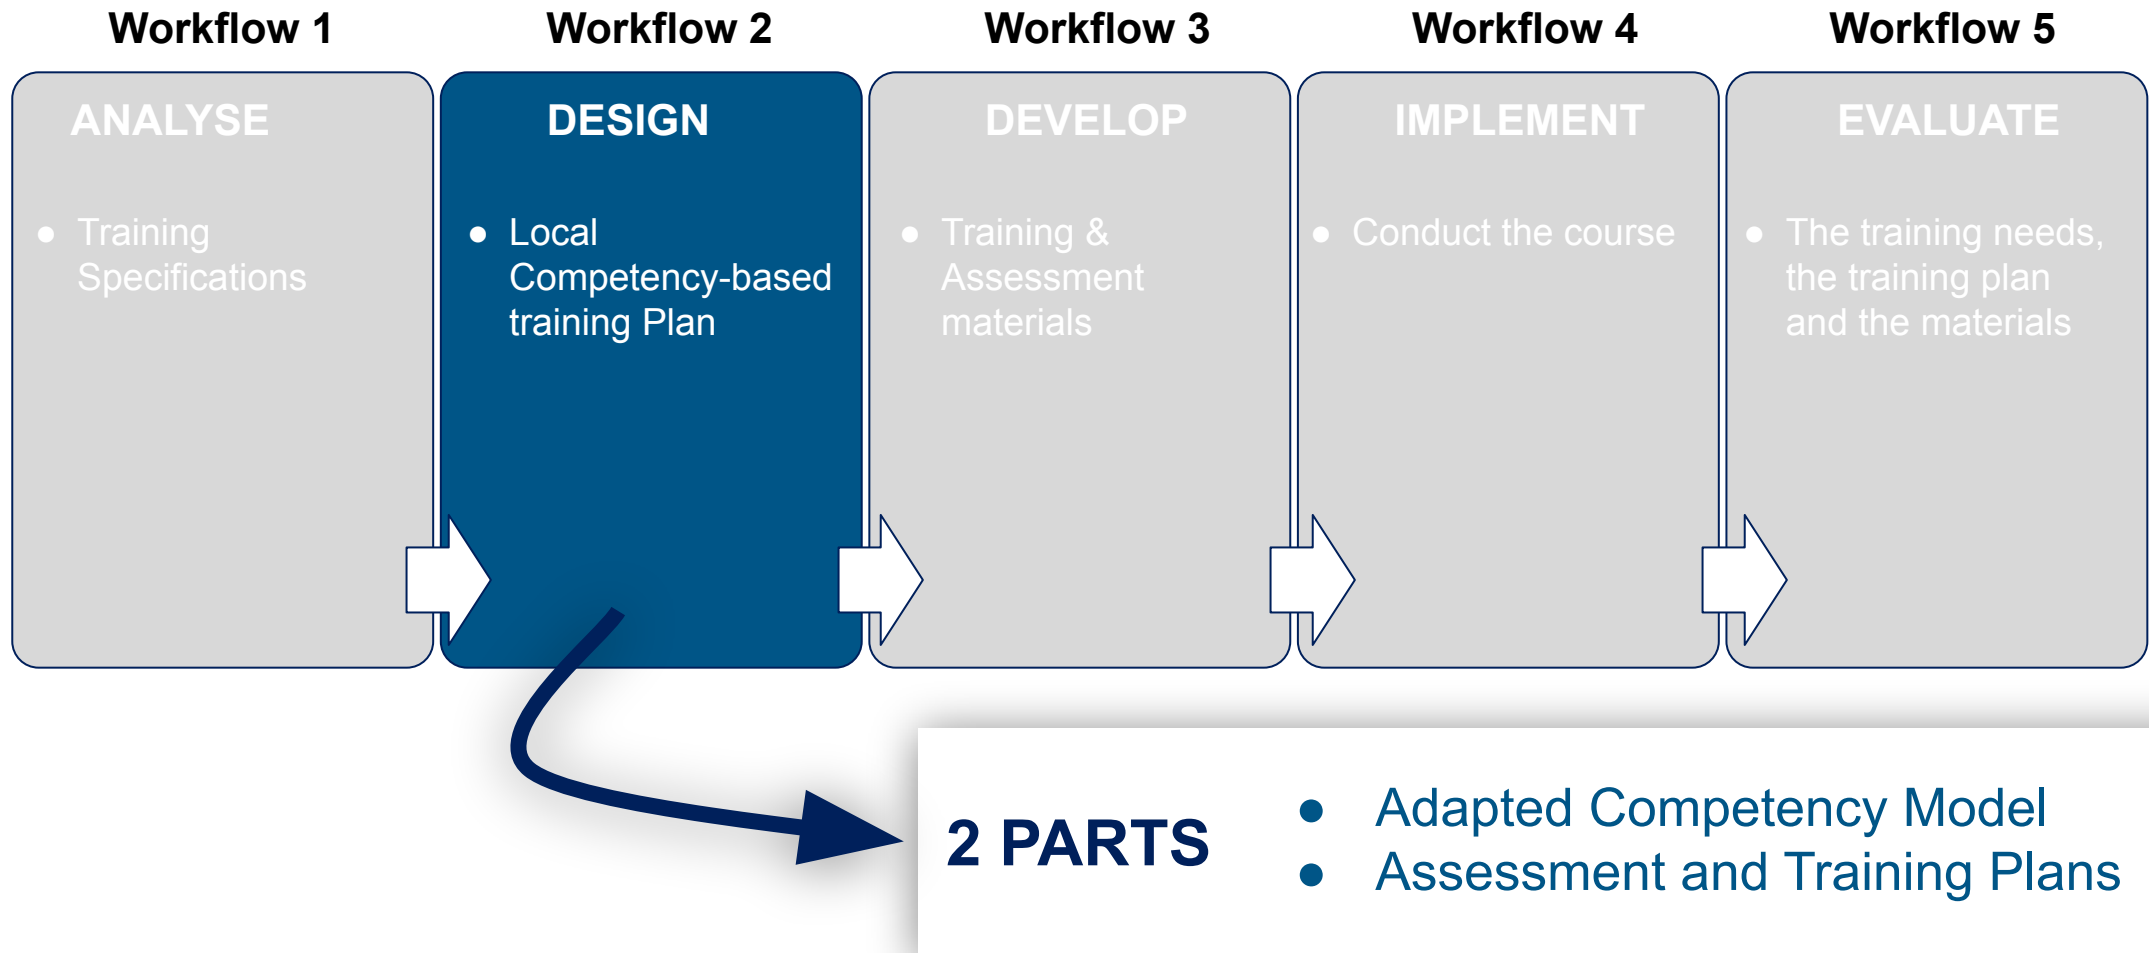 Workflow 1
Workflow 2
Workflow 3
Workflow 4
Workflow 5
ANALYSE
● Training
Specifications
DESIGN
● Local
Competency-based
training Plan
DEVELOP
● Training &
Assessment
materials
IMPLEMENT
● Conduct the course
EVALUATE
● The training needs,
the training plan
and the materials
2 PARTS
● Adapted Competency Model
● Assessment and Training Plans